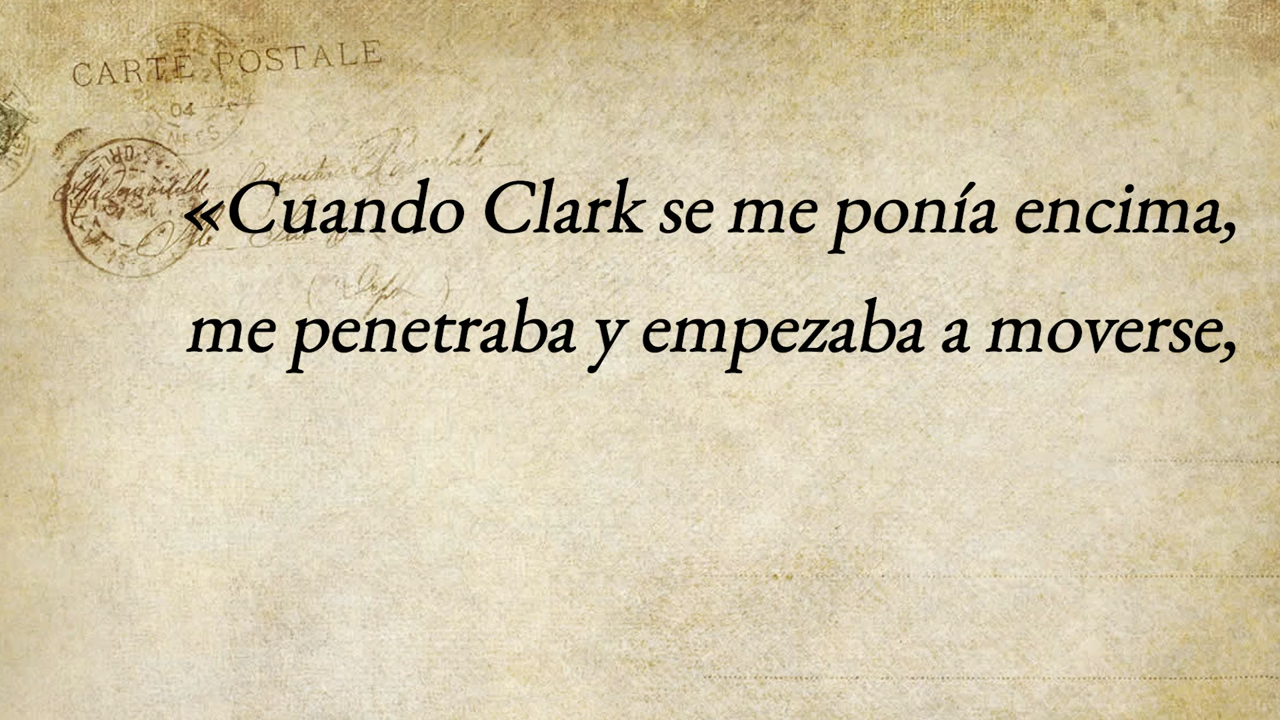 CARTE POSTALE
04
«Cuando Clark se me ponía encima,
me penetraba y empezaba a moverse,